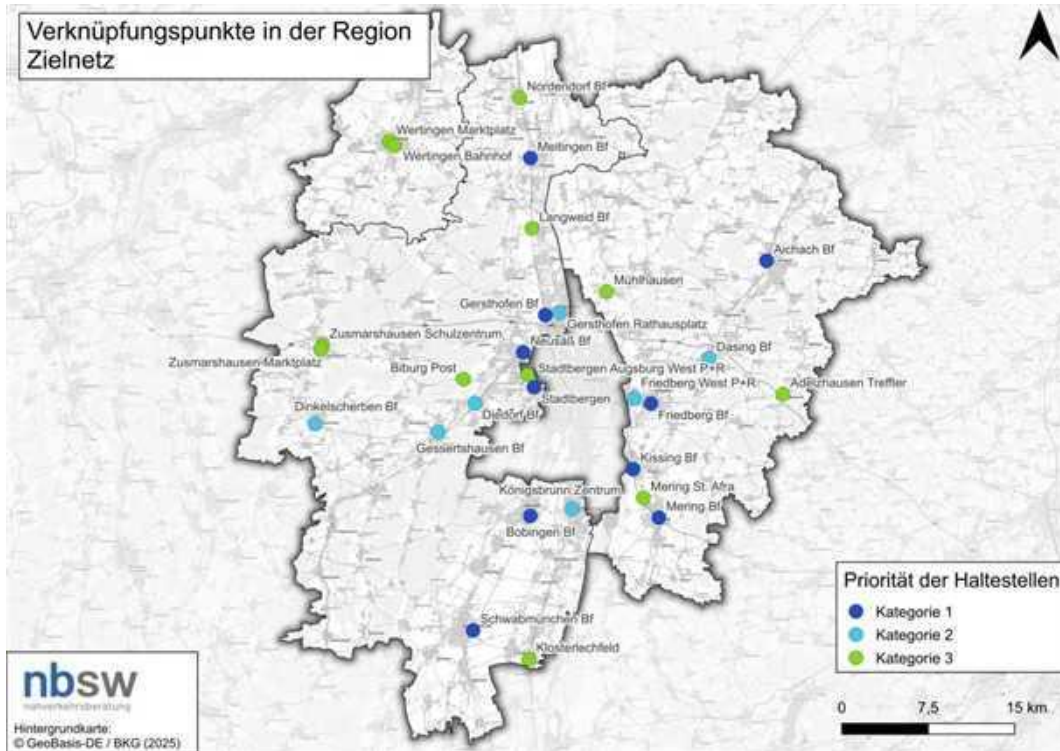 Verknüpfungspunkte in der Region
Zielnetz
Nordendorf Bf
Wertingen Marktplatz
Wertingen Bahnhof
Meitingen Bf
Langweid Bf
Aichach Bf
Mühlhausen
Gersthofen Bf
Gersthofen Rathausplatz
Zusmarshausen Schulzentrum
Neusäß Bf
Dasing Bf
Zusmarshausen Marktplatz
Biburg Post
Stadtbergen Augsburg West P+R
Friedberg West P+R
Adelzhausen Treffler
Stadtbergen
Dinkelscherben Bf
Diedorf Bf
Friedberg Bf
Gessertshausen Bf
Kissing Bf
Königsbrunn Zentrum
Mering St. Afra
Mering Bf
Bobingen Bf
Schwabmünchen Bf
Klosterlechfeld
Priorität der Haltestellen
Kategorie 1
Kategorie 2
Kategorie 3
0 7,5 15 km
nbsw
nahverkehrsberatung
Hintergrundkarte:
© GeoBasis-DE / BKG (2025)